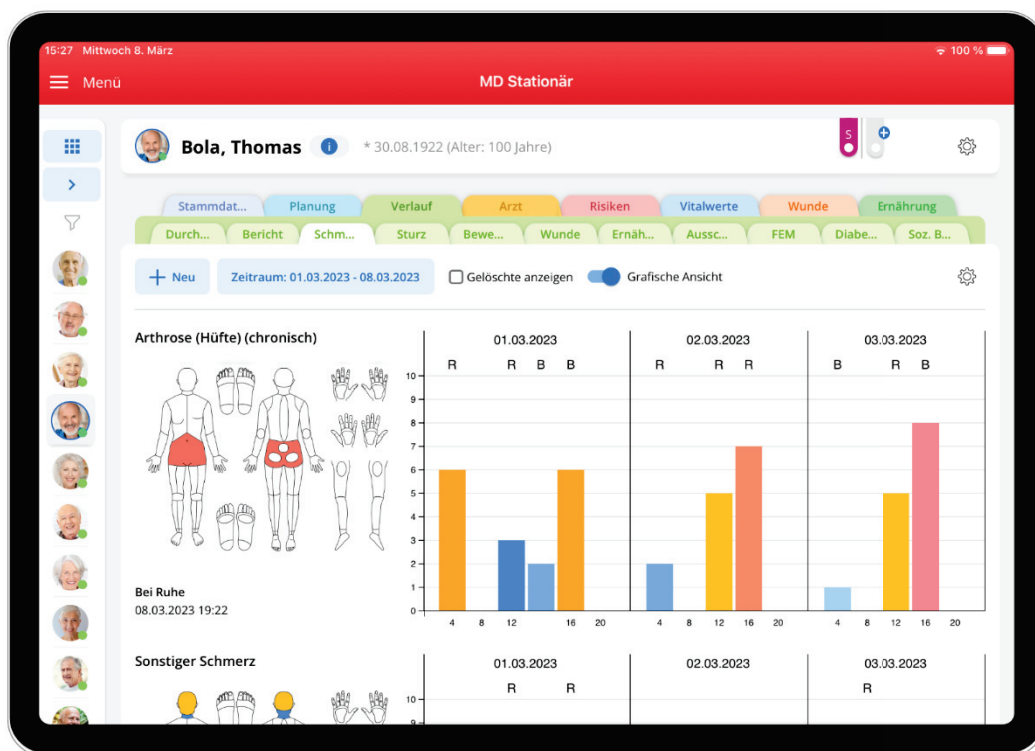 15:27 Mittwoch 8. März 100 %
Menü MD Stationär
Bola, Thomas i * 30.08.1922 (Alter: 100 Jahre) S
Stammdat... Planung Verlauf Arzt Risiken Vitalwerte Wunde Ernährung
Durch... Bericht Schm... Sturz Bewe... Wunde Ernäh... Aussc... FEM Diabe... Soz. B...
+ Neu Zeitraum: 01.03.2023 - 08.03.2023 Gelöschte anzeigen Grafische Ansicht
Arthrose (Hüfte) (chronisch) 01.03.2023 02.03.2023 03.03.2023
R R B B R R R B R B
10
9
8
7
6
5
4
3
2
1
0
4 8 12 16 20 4 8 12 16 20 4 8 12 16 20
Bei Ruhe
08.03.2023 19:22
Sonstiger Schmerz 01.03.2023 02.03.2023 03.03.2023
R R R
10
9